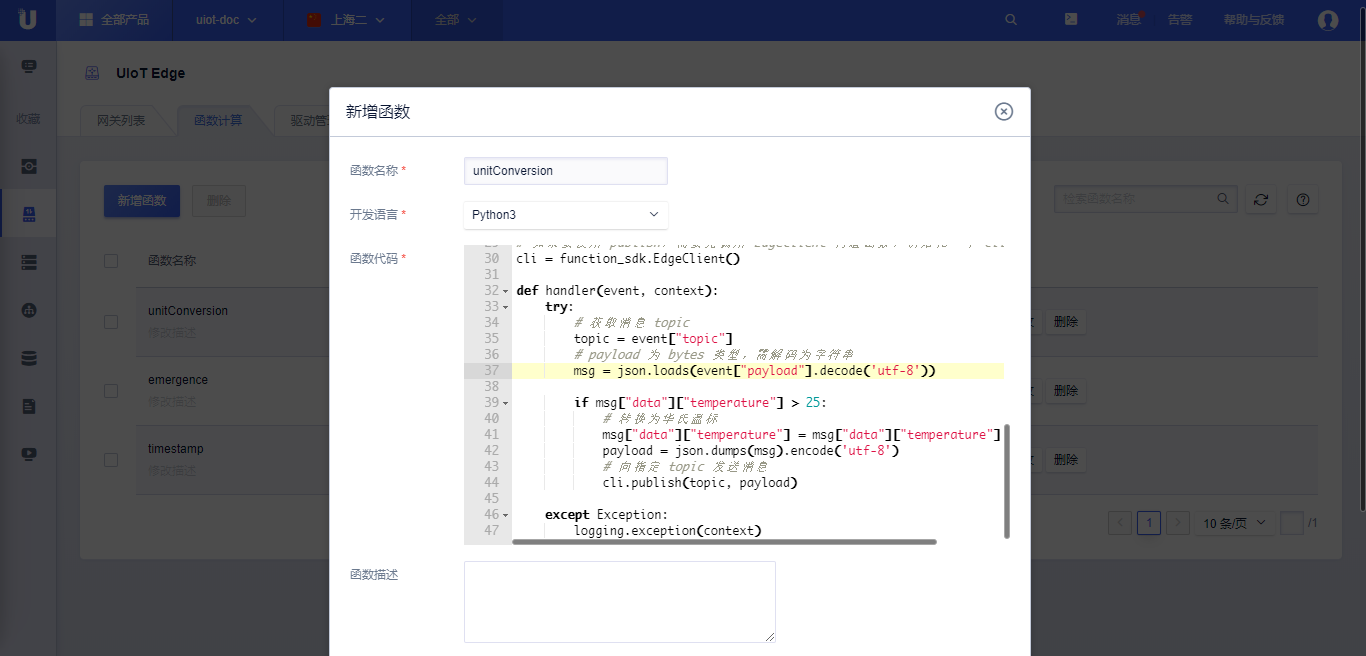 全部产品 uiot-doc 上海二 全部 消息 告警 帮助与反馈
UIoT Edge
收藏
网关列表 函数计算 驱动管
新增函数 删除
检索函数名称
函数名称
unitConversion
修改描述
删除
emergence
修改描述
删除
timestamp
修改描述
删除
1 10 条/页 /1
新增函数
函数名称 *
unitConversion
开发语言 *
Python3
函数代码 *
30 cli = function_sdk.EdgeClient()
31
32 def handler(event, context):
33 try:
34 # 获取消息 topic
35 topic = event["topic"]
36 # payload 为 bytes 类型，需解码为字符串
37 msg = json.loads(event["payload"].decode('utf-8'))
38
39 if msg["data"]["temperature"] > 25:
40 # 转换为华氏温标
41 msg["data"]["temperature"] = msg["data"]["temperature"]
42 payload = json.dumps(msg).encode('utf-8')
43 # 向指定 topic 发送消息
44 cli.publish(topic, payload)
45
46 except Exception:
47 logging.exception(context)
函数描述